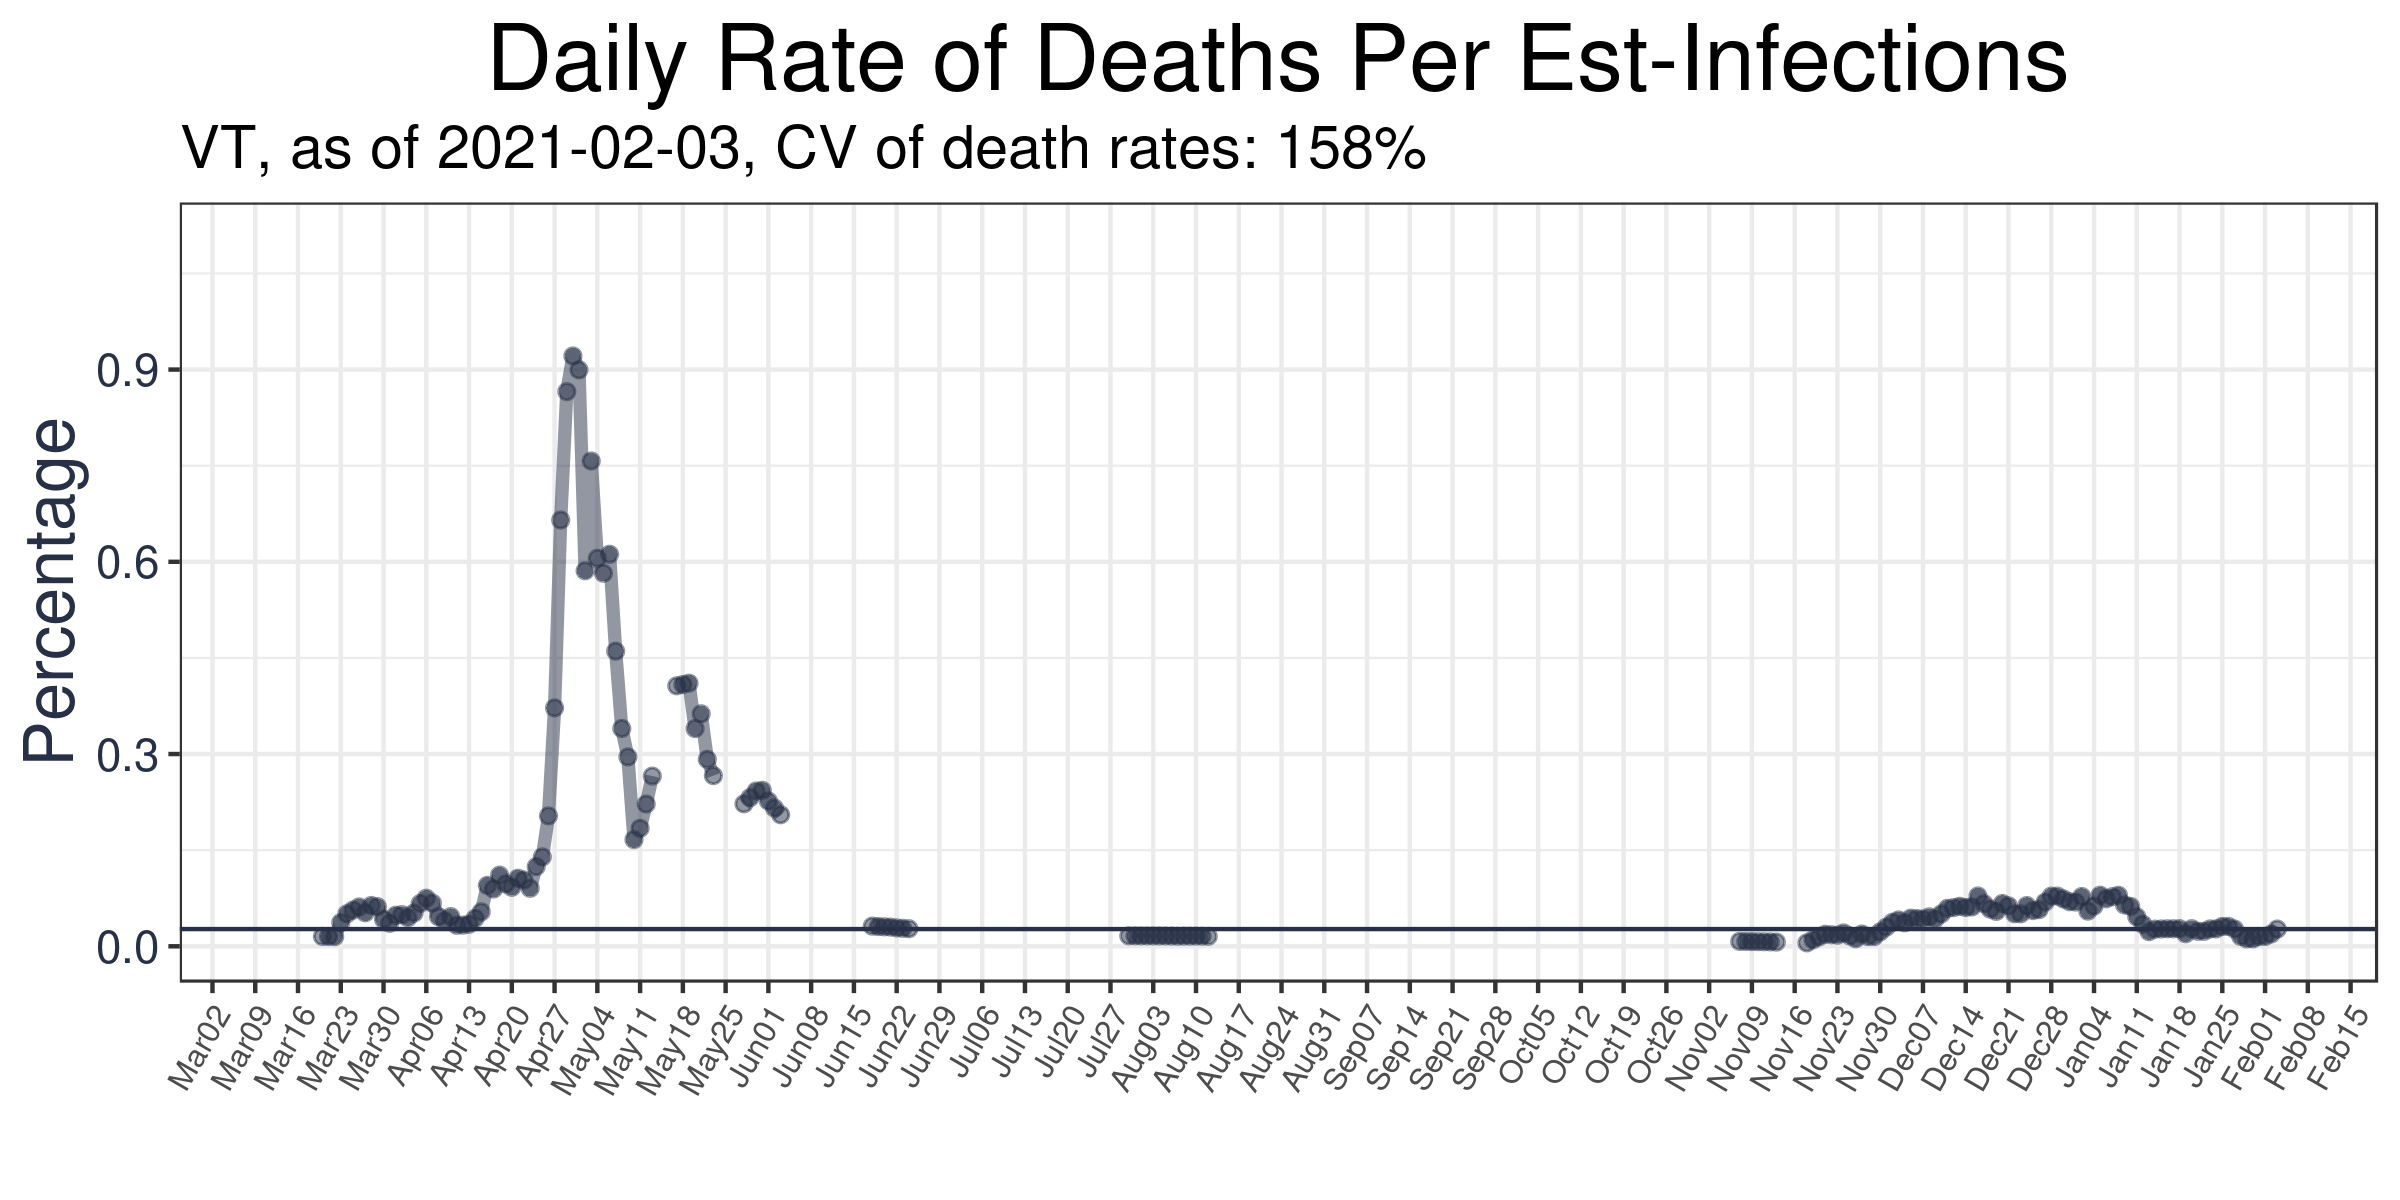 Daily Rate of Deaths Per Est-Infections
VT, as of 2021-02-03, CV of death rates: 158%
Percentage
0.9
0.6
0.3
0.0
Mar02 Mar09 Mar16 Mar23 Mar30 Apr06 Apr13 Apr20 Apr27 May04 May11 May18 May25 Jun01 Jun08 Jun15 Jun22 Jun29 Jul06 Jul13 Jul20 Jul27 Aug03 Aug10 Aug17 Aug24 Aug31 Sep07 Sep14 Sep21 Sep28 Oct05 Oct12 Oct19 Oct26 Nov02 Nov09 Nov16 Nov23 Nov30 Dec07 Dec14 Dec21 Dec28 Jan04 Jan11 Jan18 Jan25 Feb01 Feb08 Feb15